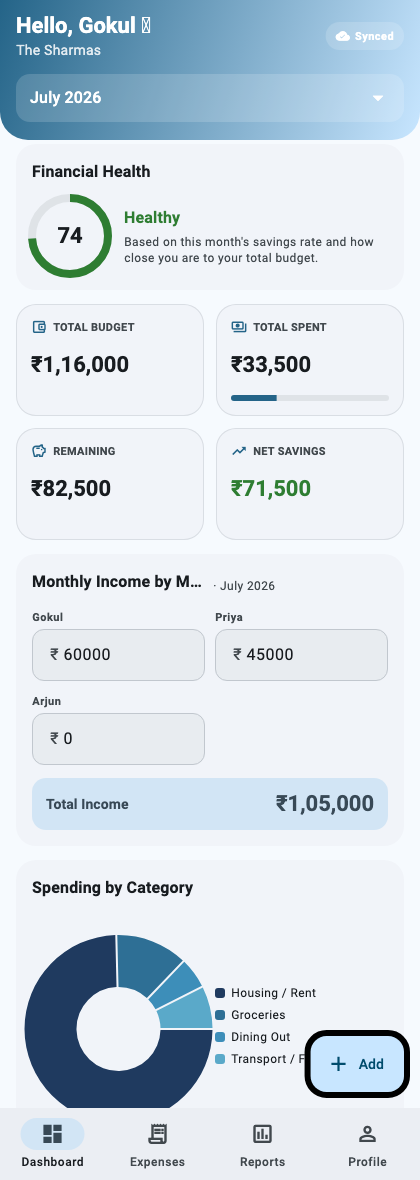 Hello, Gokul
The Sharmas
Synced
July 2026
Financial Health
74
Healthy
Based on this month's savings rate and how
close you are to your total budget.
TOTAL BUDGET
₹1,16,000
TOTAL SPENT
₹33,500
REMAINING
₹82,500
NET SAVINGS
₹71,500
Monthly Income by M... · July 2026
Gokul
₹ 60000
Priya
₹ 45000
Arjun
₹ 0
Total Income ₹1,05,000
Spending by Category
Housing / Rent
Groceries
Dining Out
Transport / F
+ Add
Dashboard
Expenses
Reports
Profile